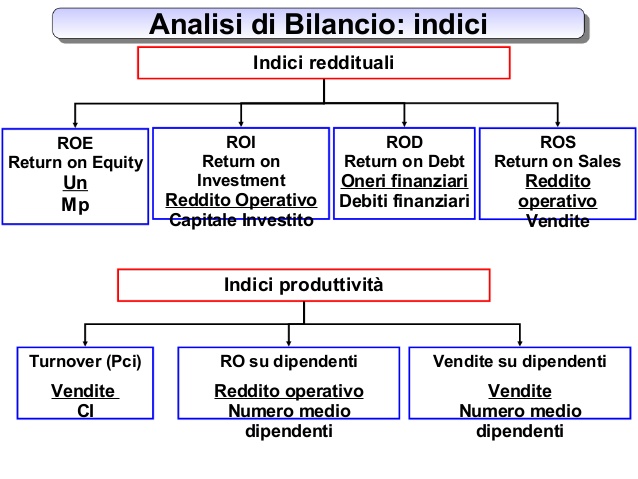 Analisi di Bilancio: indici
Indici reddituali
ROE
Return on Equity
Un
Mp
ROI
Return on
Investment
Reddito Operativo
Capitale Investito
ROD
Return on Debt
Oneri finanziari
Debiti finanziari
ROS
Return on Sales
Reddito
operativo
Vendite
Indici produttività
Turnover (Pci)
Vendite
CI
RO su dipendenti
Reddito operativo
Numero medio
dipendenti
Vendite su dipendenti
Vendite
Numero medio
dipendenti